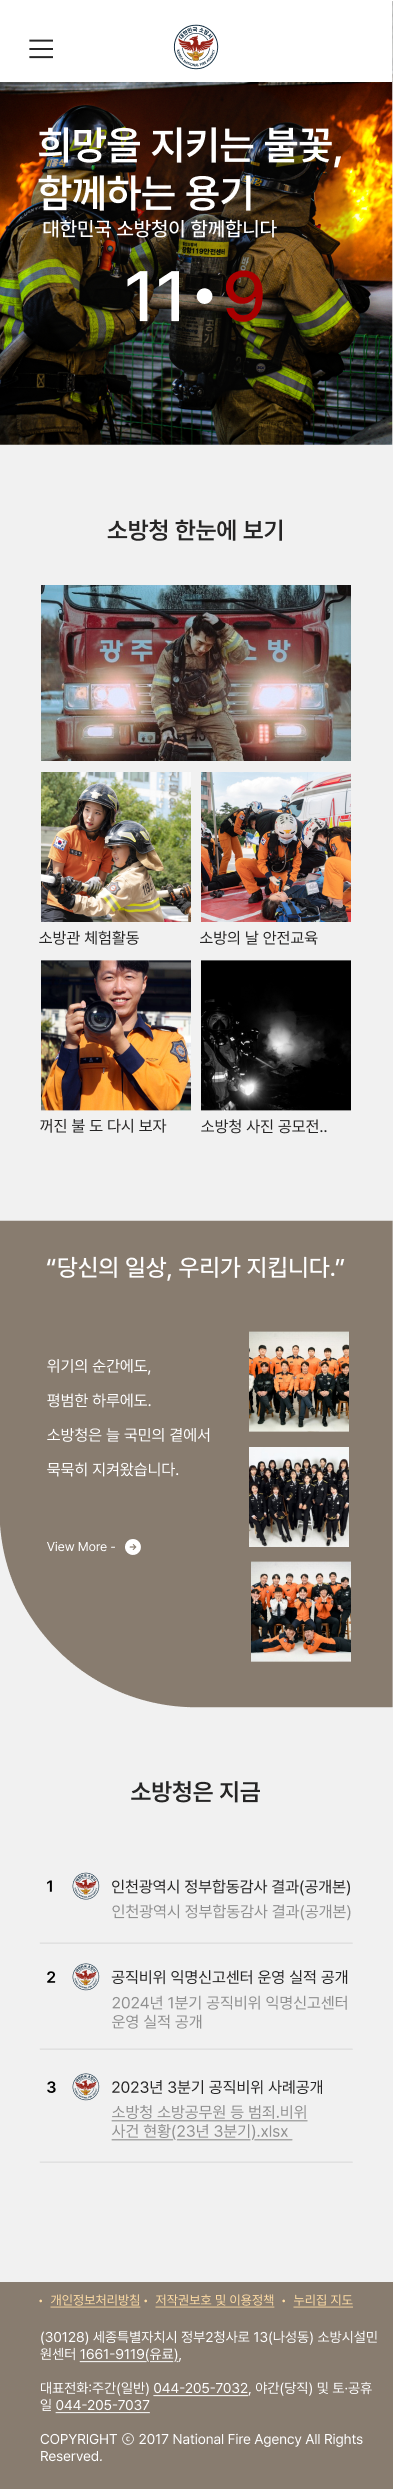 희망을 지키는 불꽃,
함께하는 용기
대한민국 소방청이 함께합니다
11•9
소방청 한눈에 보기
광주 소방
소방관 체험활동
소방의 날 안전교육
꺼진 불 도 다시 보자
소방청 사진 공모전..
“당신의 일상, 우리가 지킵니다.”
위기의 순간에도,
평범한 하루에도.
소방청은 늘 국민의 곁에서
묵묵히 지켜왔습니다.
View More -
소방청은 지금
1 인천광역시 정부합동감사 결과(공개본)
인천광역시 정부합동감사 결과(공개본)
2 공직비위 익명신고센터 운영 실적 공개
2024년 1분기 공직비위 익명신고센터
운영 실적 공개
3 2023년 3분기 공직비위 사례공개
소방청 소방공무원 등 범죄.비위
사건 현황(23년 3분기).xlsx
• 개인정보처리방침 • 저작권보호 및 이용정책 • 누리집 지도
(30128) 세종특별자치시 정부2청사로 13(나성동) 소방시설민
원센터 1661-9119(유료),
대표전화:주간(일반) 044-205-7032, 야간(당직) 및 토·공휴
일 044-205-7037
COPYRIGHT ⓒ 2017 National Fire Agency All Rights
Reserved.